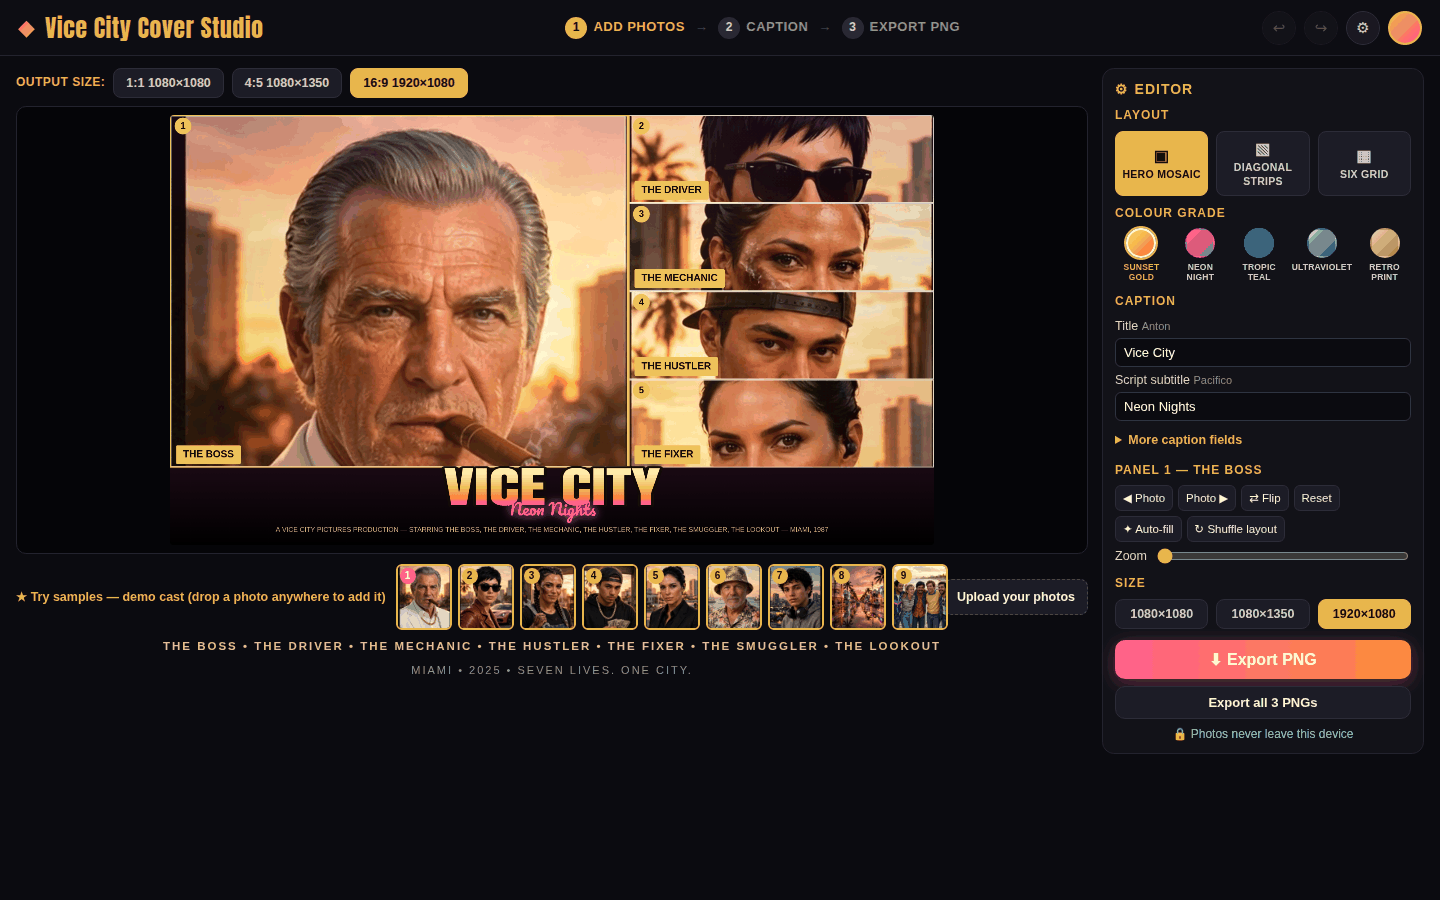 ◆ Vice City Cover Studio
1 ADD PHOTOS → 2 CAPTION → 3 EXPORT PNG
OUTPUT SIZE: 1:1 1080×1080 4:5 1080×1350 16:9 1920×1080
1
THE BOSS
2
THE DRIVER
3
THE MECHANIC
4
THE HUSTLER
5
THE FIXER
VICE CITY
Neon Nights
A VICE CITY PICTURES PRODUCTION — STARRING THE BOSS, THE DRIVER, THE MECHANIC, THE HUSTLER, THE FIXER, THE SMUGGLER, THE LOOKOUT — MIAMI, 1987
★ Try samples — demo cast (drop a photo anywhere to add it)
1 2 3 4 5 6 7 8 9
Upload your photos
THE BOSS • THE DRIVER • THE MECHANIC • THE HUSTLER • THE FIXER • THE SMUGGLER • THE LOOKOUT
MIAMI • 2025 • SEVEN LIVES. ONE CITY.
⚙ EDITOR
LAYOUT
HERO MOSAIC
DIAGONAL
STRIPS
SIX GRID
COLOUR GRADE
SUNSET
GOLD
NEON
NIGHT
TROPIC
TEAL
ULTRAVIOLET
RETRO
PRINT
CAPTION
Title Anton
Vice City
Script subtitle Pacifico
Neon Nights
▶ More caption fields
PANEL 1 — THE BOSS
◀ Photo Photo ▶ ⇄ Flip Reset
✦ Auto-fill ↻ Shuffle layout
Zoom
SIZE
1080×1080 1080×1350 1920×1080
⬇ Export PNG
Export all 3 PNGs
🔒 Photos never leave this device